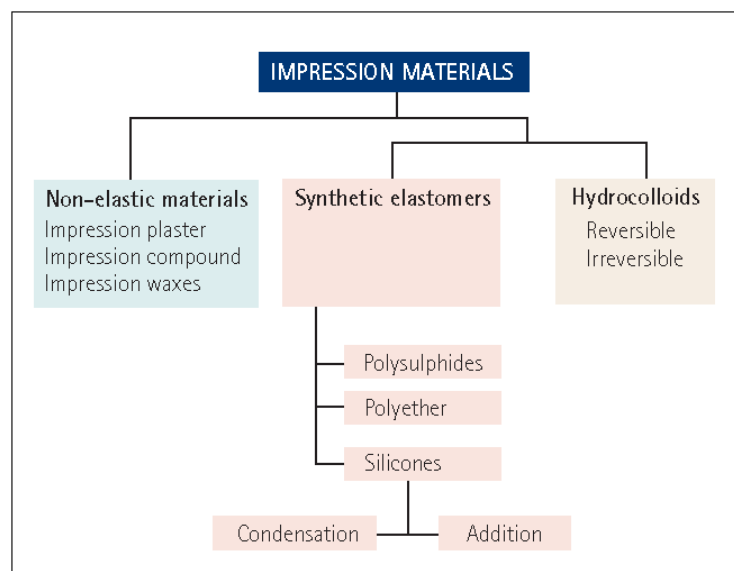 IMPRESSION MATERIALS
Non-elastic materials
Impression plaster
Impression compound
Impression waxes
Synthetic elastomers
Hydrocolloids
Reversible
Irreversible
Polysulphides
Polyether
Silicones
Condensation
Addition